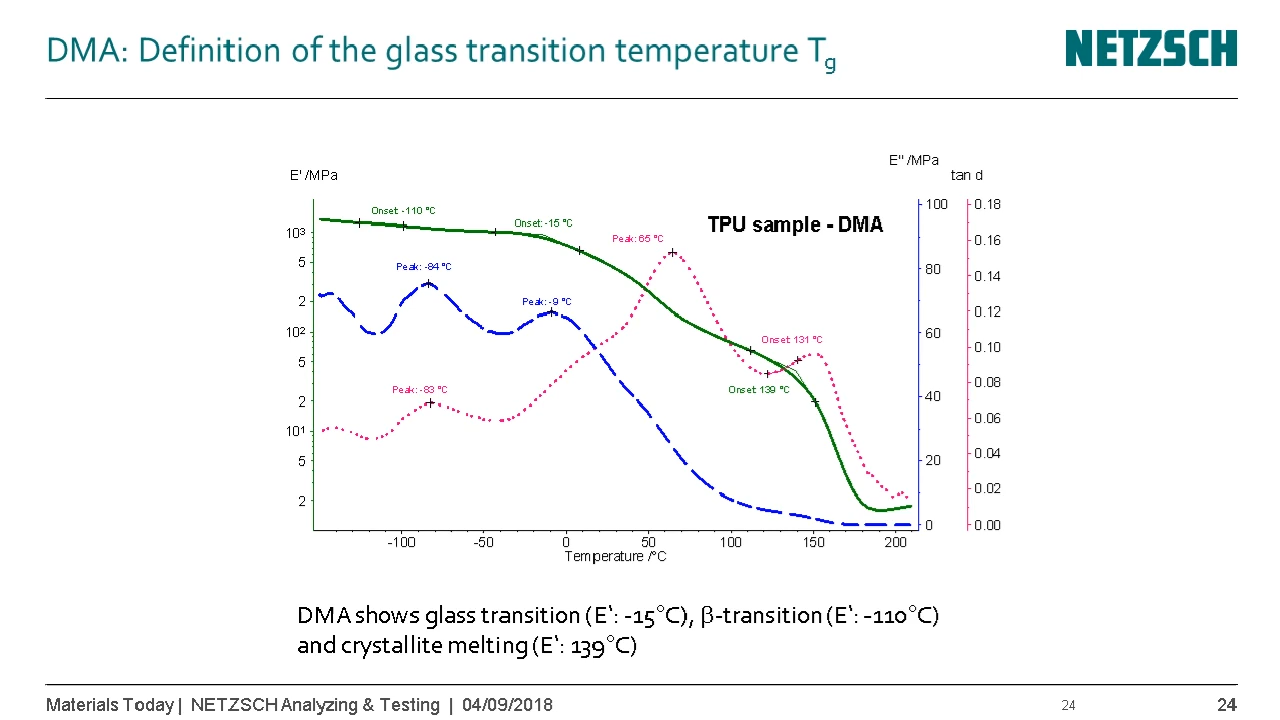 DMA: Definition of the glass transition temperature Tg
NETZSCH
E' /MPa
E'' /MPa
tan d
TPU sample - DMA
Onset: -110 °C
Onset: -15 °C
Peak: 65 °C
Peak: -84 °C
Peak: -9 °C
Onset: 131 °C
Peak: -83 °C
Onset: 139 °C
10³
5
2
10²
5
2
10¹
5
2
100
80
60
40
20
0
0.18
0.16
0.14
0.12
0.10
0.08
0.06
0.04
0.02
0.00
-100 -50 0 50 100 150 200
Temperature /°C
DMA shows glass transition (E‘: -15°C), β-transition (E‘: -110°C)
and crystallite melting (E‘: 139°C)
Materials Today | NETZSCH Analyzing & Testing | 04/09/2018
24
24